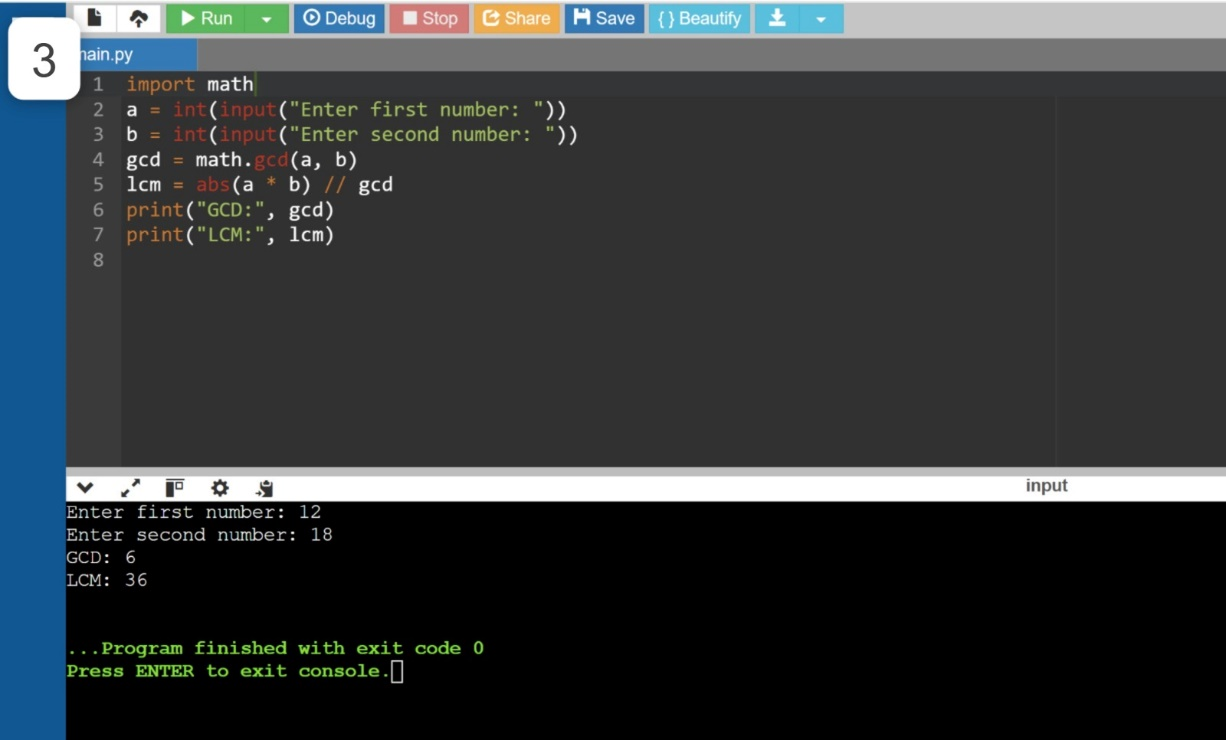 Run Debug Stop Share Save { } Beautify
3
main.py
1 import math
2 a = int(input("Enter first number: "))
3 b = int(input("Enter second number: "))
4 gcd = math.gcd(a, b)
5 lcm = abs(a * b) // gcd
6 print("GCD:", gcd)
7 print("LCM:", lcm)
8
input
Enter first number: 12
Enter second number: 18
GCD: 6
LCM: 36
...Program finished with exit code 0
Press ENTER to exit console.